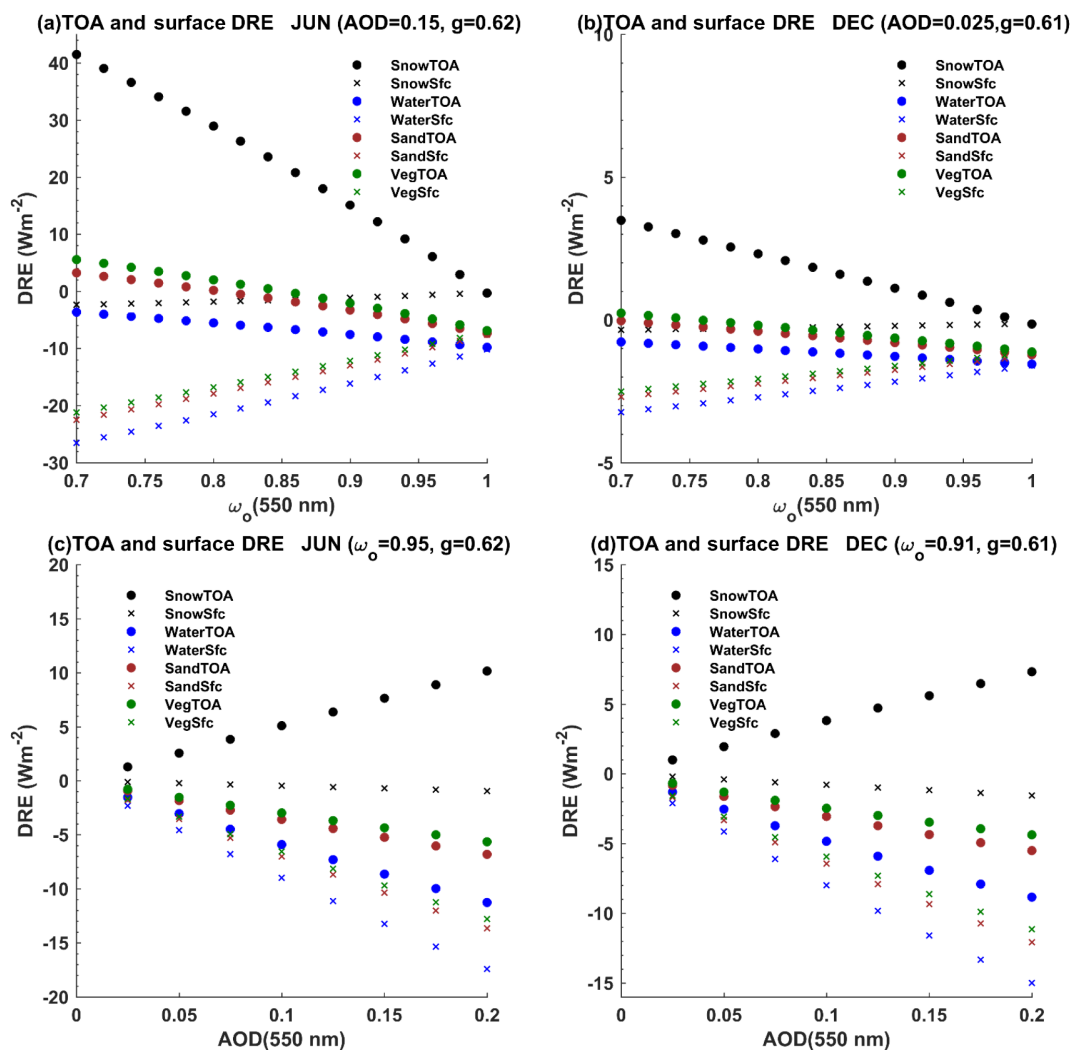 (a)TOA and surface DRE JUN (AOD=0.15, g=0.62)
40
30
20
10
0
-10
-20
-30
DRE (Wm-2)
SnowTOA
SnowSfc
WaterTOA
WaterSfc
SandTOA
SandSfc
VegTOA
VegSfc
0.7 0.75 0.8 0.85 0.9 0.95 1
ωo(550 nm)
(b)TOA and surface DRE DEC (AOD=0.025,g=0.61)
10
5
0
-5
DRE (Wm-2)
SnowTOA
SnowSfc
WaterTOA
WaterSfc
SandTOA
SandSfc
VegTOA
VegSfc
0.7 0.75 0.8 0.85 0.9 0.95 1
ωo(550 nm)
(c)TOA and surface DRE JUN (ωo=0.95, g=0.62)
20
15
10
5
0
-5
-10
-15
-20
DRE (Wm-2)
SnowTOA
SnowSfc
WaterTOA
WaterSfc
SandTOA
SandSfc
VegTOA
VegSfc
0 0.05 0.1 0.15 0.2
AOD(550 nm)
(d)TOA and surface DRE DEC (ωo=0.91, g=0.61)
15
10
5
0
-5
-10
-15
DRE (Wm-2)
SnowTOA
SnowSfc
WaterTOA
WaterSfc
SandTOA
SandSfc
VegTOA
VegSfc
0 0.05 0.1 0.15 0.2
AOD(550 nm)